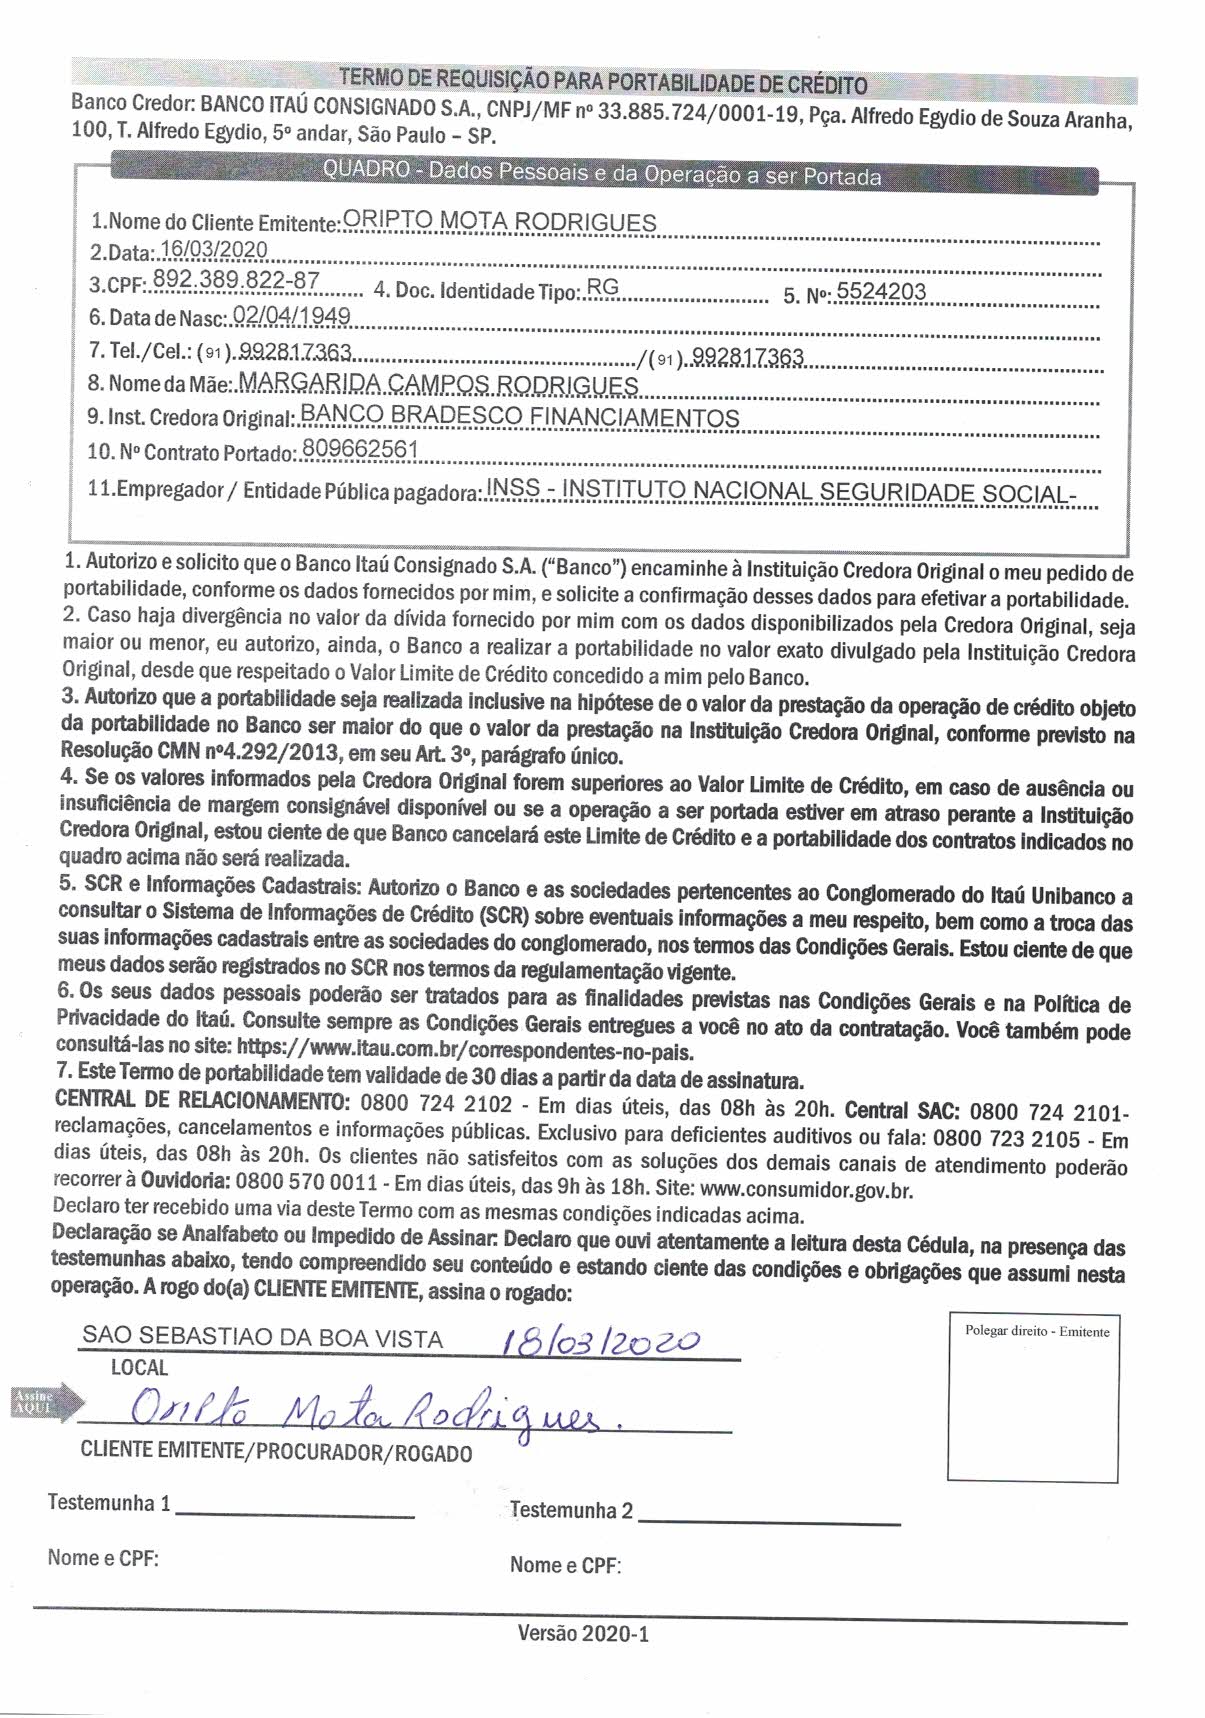 TERMO DE REQUISIÇÃO PARA PORTABILIDADE DE CRÉDITO
Banco Credor: BANCO ITAÚ CONSIGNADO S.A., CNPJ/MF nº 33.885.724/0001-19, Pça. Alfredo Egydio de Souza Aranha,
100, T. Alfredo Egydio, 5º andar, São Paulo – SP.
QUADRO - Dados Pessoais e da Operação a ser Portada
1.Nome do Cliente Emitente: ORIPTO MOTA RODRIGUES
2.Data: 16/03/2020
3.CPF: 892.389.822-87 4. Doc. Identidade Tipo: RG 5. Nº: 5524203
6. Data de Nasc: 02/04/1949
7. Tel./Cel.: (91) 992817363 /(91) 992817363
8. Nome da Mãe: MARGARIDA CAMPOS RODRIGUES
9. Inst. Credora Original: BANCO BRADESCO FINANCIAMENTOS
10. Nº Contrato Portado: 809662561
11.Empregador / Entidade Pública pagadora: INSS - INSTITUTO NACIONAL SEGURIDADE SOCIAL-
1. Autorizo e solicito que o Banco Itaú Consignado S.A. (“Banco”) encaminhe à Instituição Credora Original o meu pedido de
portabilidade, conforme os dados fornecidos por mim, e solicite a confirmação desses dados para efetivar a portabilidade.
2. Caso haja divergência no valor da dívida fornecido por mim com os dados disponibilizados pela Credora Original, seja
maior ou menor, eu autorizo, ainda, o Banco a realizar a portabilidade no valor exato divulgado pela Instituição Credora
Original, desde que respeitado o Valor Limite de Crédito concedido a mim pelo Banco.
3. Autorizo que a portabilidade seja realizada inclusive na hipótese de o valor da prestação da operação de crédito objeto
da portabilidade no Banco ser maior do que o valor da prestação na Instituição Credora Original, conforme previsto na
Resolução CMN nº4.292/2013, em seu Art. 3º, parágrafo único.
4. Se os valores informados pela Credora Original forem superiores ao Valor Limite de Crédito, em caso de ausência ou
insuficiência de margem consignável disponível ou se a operação a ser portada estiver em atraso perante a Instituição
Credora Original, estou ciente de que Banco cancelará este Limite de Crédito e a portabilidade dos contratos indicados no
quadro acima não será realizada.
5. SCR e Informações Cadastrais: Autorizo o Banco e as sociedades pertencentes ao Conglomerado do Itaú Unibanco a
consultar o Sistema de Informações de Crédito (SCR) sobre eventuais informações a meu respeito, bem como a troca das
suas informações cadastrais entre as sociedades do conglomerado, nos termos das Condições Gerais. Estou ciente de que
meus dados serão registrados no SCR nos termos da regulamentação vigente.
6. Os seus dados pessoais poderão ser tratados para as finalidades previstas nas Condições Gerais e na Política de
Privacidade do Itaú. Consulte sempre as Condições Gerais entregues a você no ato da contratação. Você também pode
consultá-las no site: https://www.itau.com.br/correspondentes-no-pais.
7. Este Termo de portabilidade tem validade de 30 dias a partir da data de assinatura.
CENTRAL DE RELACIONAMENTO: 0800 724 2102 - Em dias úteis, das 08h às 20h. Central SAC: 0800 724 2101-
reclamações, cancelamentos e informações públicas. Exclusivo para deficientes auditivos ou fala: 0800 723 2105 - Em
dias úteis, das 08h às 20h. Os clientes não satisfeitos com as soluções dos demais canais de atendimento poderão
recorrer à Ouvidoria: 0800 570 0011 - Em dias úteis, das 9h às 18h. Site: www.consumidor.gov.br.
Declaro ter recebido uma via deste Termo com as mesmas condições indicadas acima.
Declaração se Analfabeto ou Impedido de Assinar: Declaro que ouvi atentamente a leitura desta Cédula, na presença das
testemunhas abaixo, tendo compreendido seu conteúdo e estando ciente das condições e obrigações que assumi nesta
operação. A rogo do(a) CLIENTE EMITENTE, assina o rogado:
SAO SEBASTIAO DA BOA VISTA 18/03/2020
Polegar direito - Emitente
LOCAL
Assine
AQUI
Oripto Mota Rodrigues.
CLIENTE EMITENTE/PROCURADOR/ROGADO
Testemunha 1 Testemunha 2
Nome e CPF: Nome e CPF:
Versão 2020-1